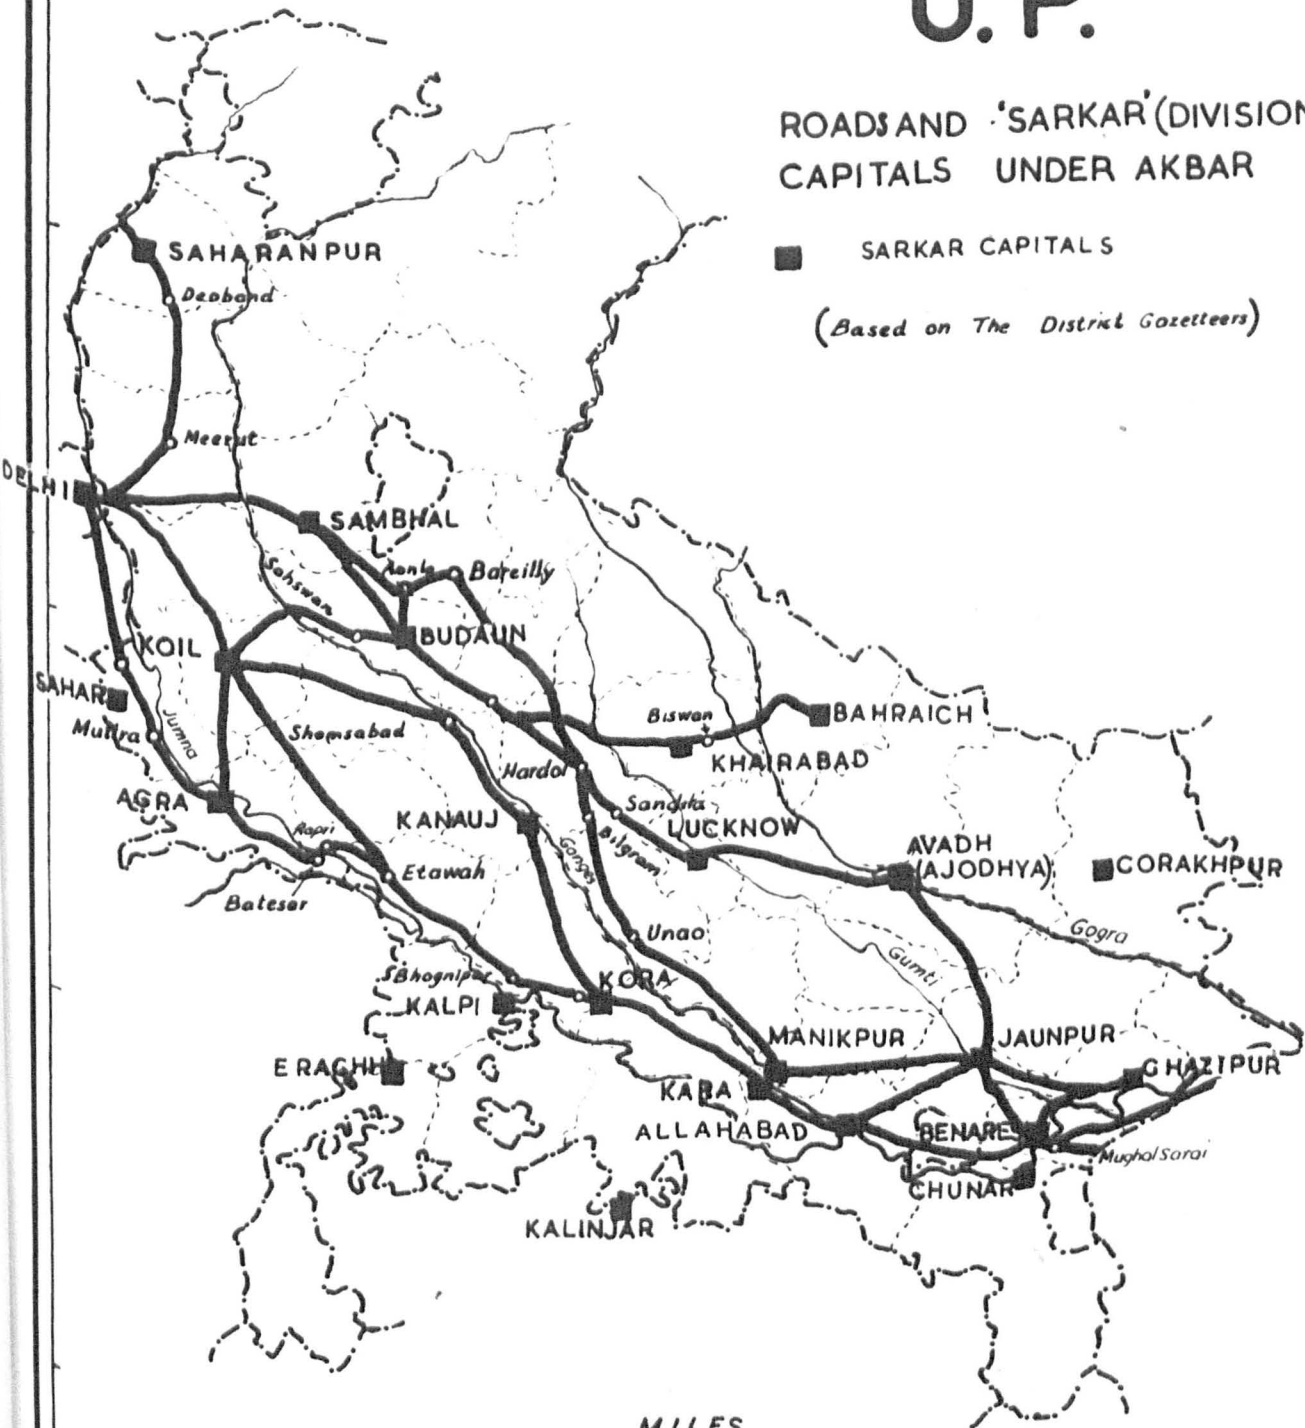 U. P.
ROADS AND 'SARKAR' (DIVISION
CAPITALS UNDER AKBAR
SARKAR CAPITALS
(Based on The District Gazetteers)
SAHARANPUR
Deoband
Meerut
DELHI
SAMBHAL
Aonla
Bareilly
Sahswan
BUDAUN
KOIL
SAHAR
Muttra
Jumna
Shamsabad
Biswan
BAHRAICH
KHAIRABAD
Hardoi
AGRA
Sandila
KANAUJ
LUCKNOW
Rapri
Ganges
Bilgram
AVADH
(AJODHYA)
GORAKHPUR
Etawah
Batesar
Unao
Gogra
Gumti
Bhognipur
KORA
KALPI
MANIKPUR
JAUNPUR
ERACHH
GHAZIPUR
KARA
ALLAHABAD
BENARES
Mughal Sarai
CHUNAR
KALINJAR
MILES